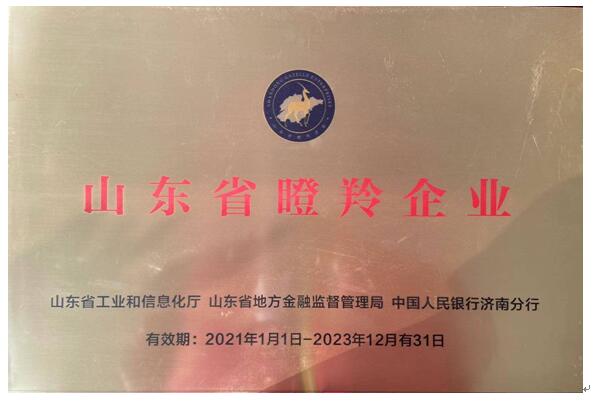 SHANDONG GAZELLE ENTERPRISE
山东省瞪羚企业
山东省工业和信息化厅 山东省地方金融监督管理局 中国人民银行济南分行
有效期：2021年1月1日-2023年12月有31日